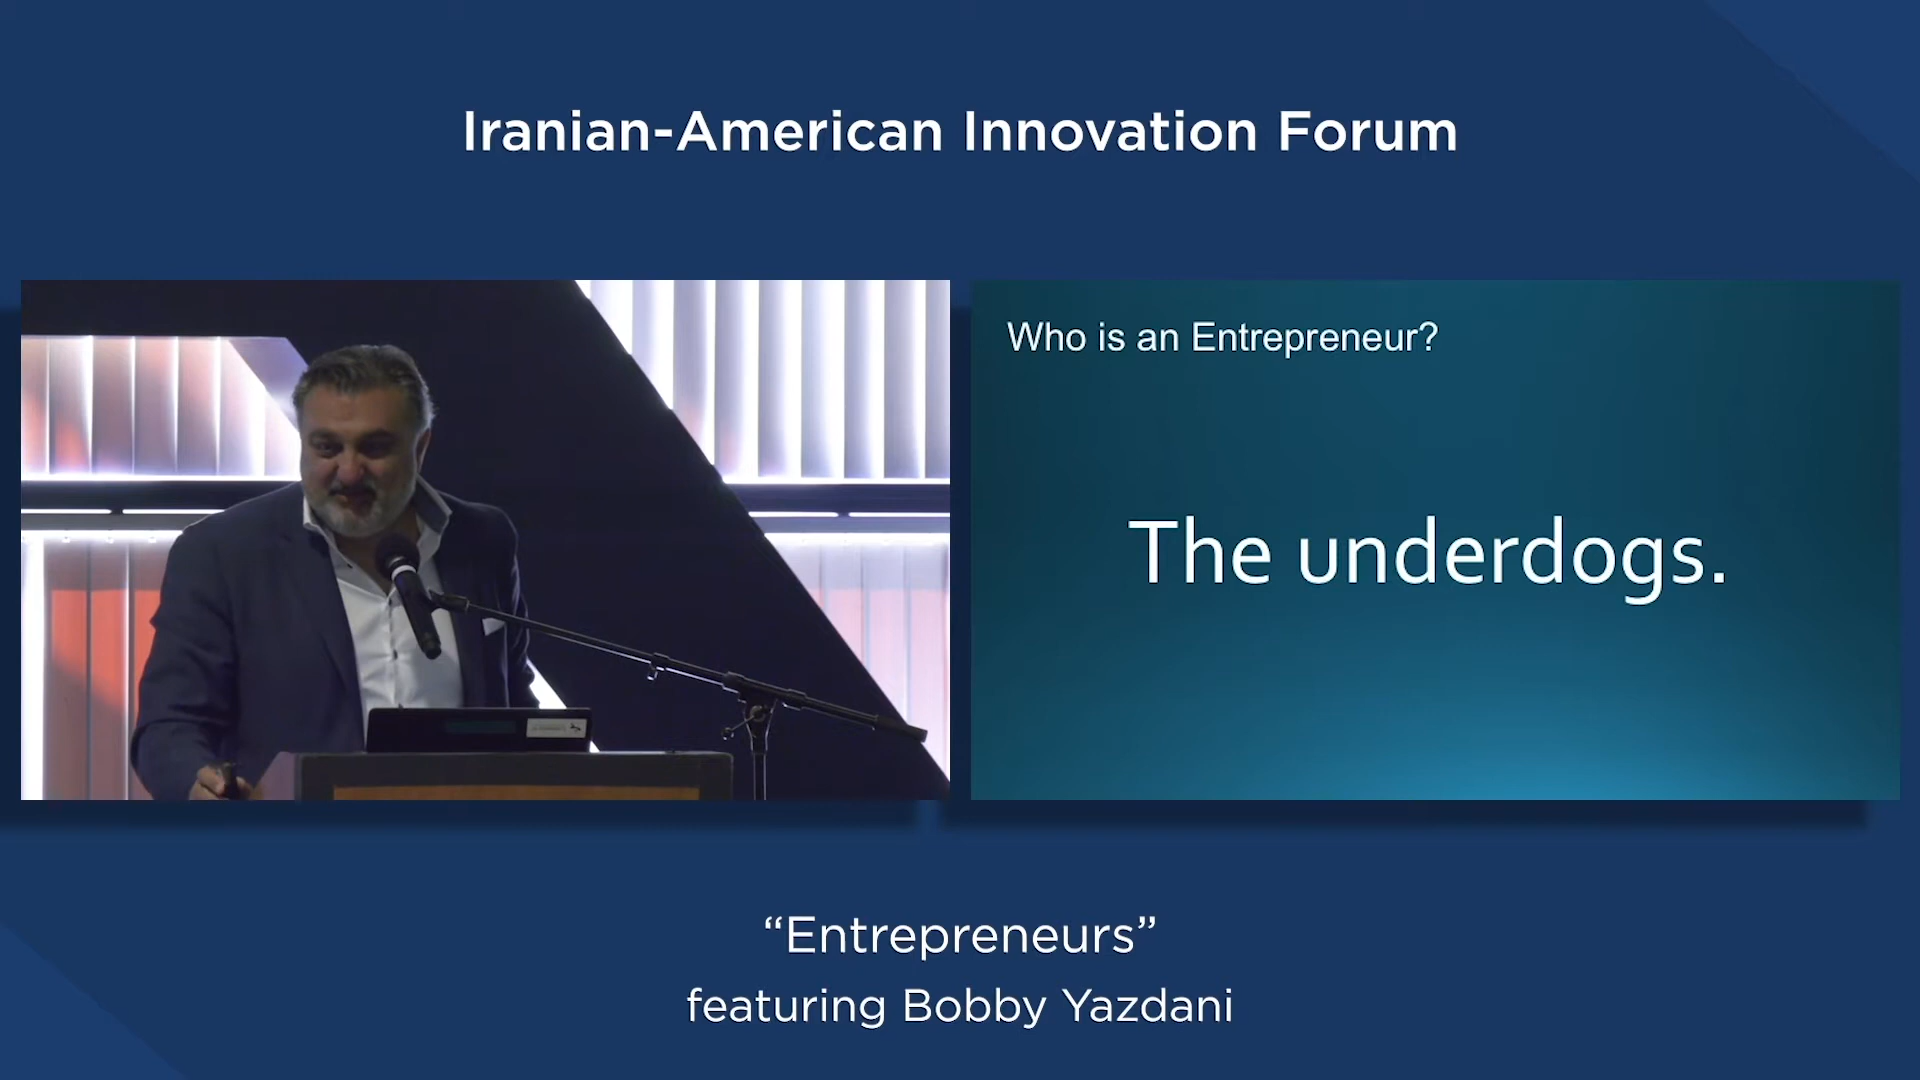 Iranian-American Innovation Forum
Who is an Entrepreneur?
The underdogs.
“Entrepreneurs”
featuring Bobby Yazdani